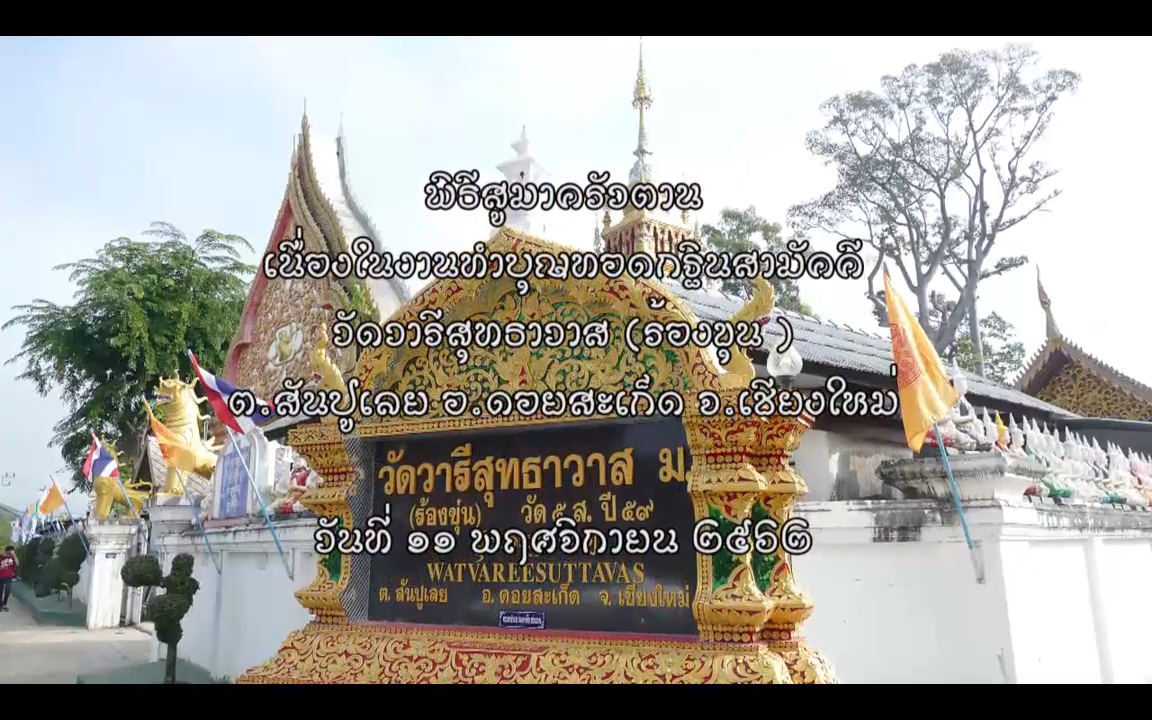 พิธีสูม่าครัวตาน
เนื่องในงานทำบุญทอดกฐินสามัคคี
วัดวารีสุทธาวาส (ร้องขุ่น)
ต.สันปูเลย อ.ดอยสะเก็ด จ.เชียงใหม่
วัดวารีสุทธาวาส ม.
(ร้องขุ่น) วัด ๕ ส. ปี ๕๙
วันที่ ๑๑ พฤศจิกายน ๒๕๖๖
WATVAREESUTTAVAS
ต. สันปูเลย อ. ดอยสะเก็ด จ. เชียงใหม่